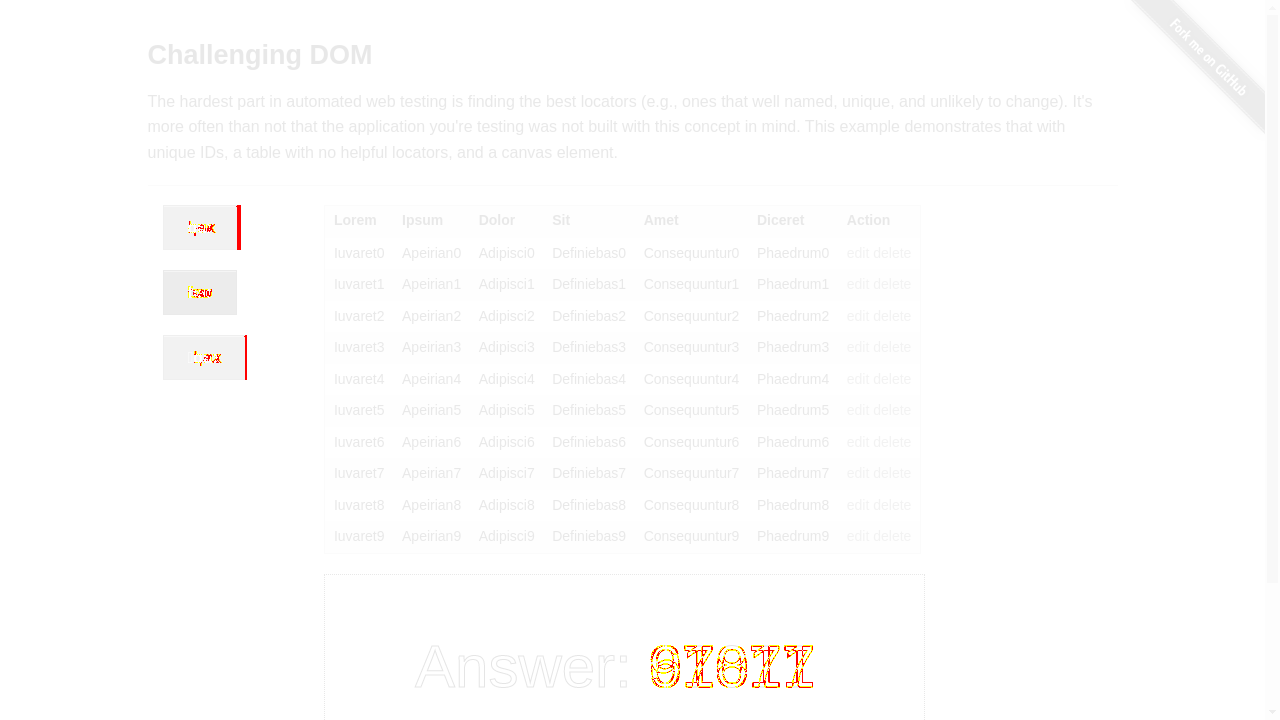 Fork me on GitHub
Challenging DOM
The hardest part in automated web testing is finding the best locators (e.g., ones that well named, unique, and unlikely to change). It's
more often than not that the application you're testing was not built with this concept in mind. This example demonstrates that with
unique IDs, a table with no helpful locators, and a canvas element.
Lorem Ipsum Dolor Sit Amet Diceret Action
Iuvaret0 Apeirian0 Adipisci0 Definiebas0 Consequuntur0 Phaedrum0 edit delete
Iuvaret1 Apeirian1 Adipisci1 Definiebas1 Consequuntur1 Phaedrum1 edit delete
Iuvaret2 Apeirian2 Adipisci2 Definiebas2 Consequuntur2 Phaedrum2 edit delete
Iuvaret3 Apeirian3 Adipisci3 Definiebas3 Consequuntur3 Phaedrum3 edit delete
Iuvaret4 Apeirian4 Adipisci4 Definiebas4 Consequuntur4 Phaedrum4 edit delete
Iuvaret5 Apeirian5 Adipisci5 Definiebas5 Consequuntur5 Phaedrum5 edit delete
Iuvaret6 Apeirian6 Adipisci6 Definiebas6 Consequuntur6 Phaedrum6 edit delete
Iuvaret7 Apeirian7 Adipisci7 Definiebas7 Consequuntur7 Phaedrum7 edit delete
Iuvaret8 Apeirian8 Adipisci8 Definiebas8 Consequuntur8 Phaedrum8 edit delete
Iuvaret9 Apeirian9 Adipisci9 Definiebas9 Consequuntur9 Phaedrum9 edit delete
Answer: